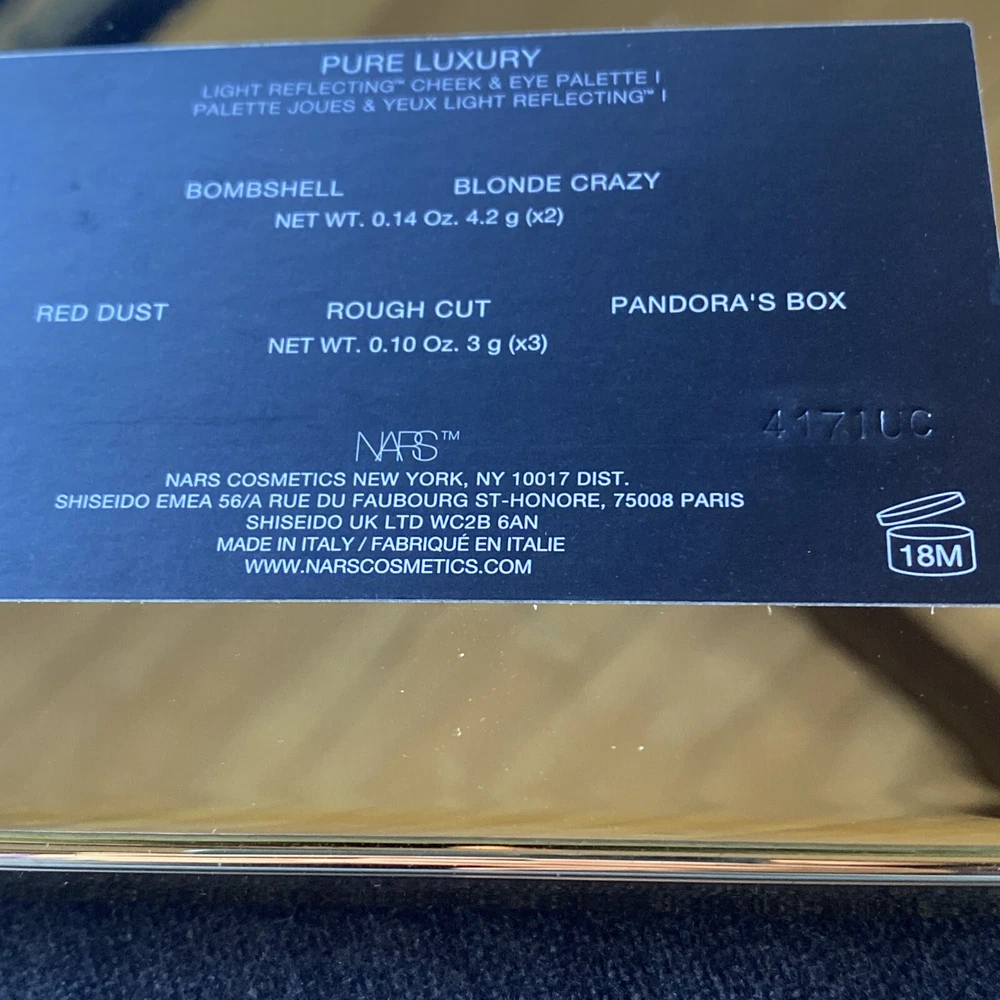 PURE LUXURY
LIGHT REFLECTING™ CHEEK & EYE PALETTE I
PALETTE JOUES & YEUX LIGHT REFLECTING™ I
BOMBSHELL BLONDE CRAZY
NET WT. 0.14 Oz. 4.2 g (x2)
RED DUST ROUGH CUT PANDORA'S BOX
NET WT. 0.10 Oz. 3 g (x3)
4171UC
NARS™
NARS COSMETICS NEW YORK, NY 10017 DIST.
SHISEIDO EMEA 56/A RUE DU FAUBOURG ST-HONORE, 75008 PARIS
SHISEIDO UK LTD WC2B 6AN
MADE IN ITALY / FABRIQUÉ EN ITALIE
WWW.NARSCOSMETICS.COM
18M